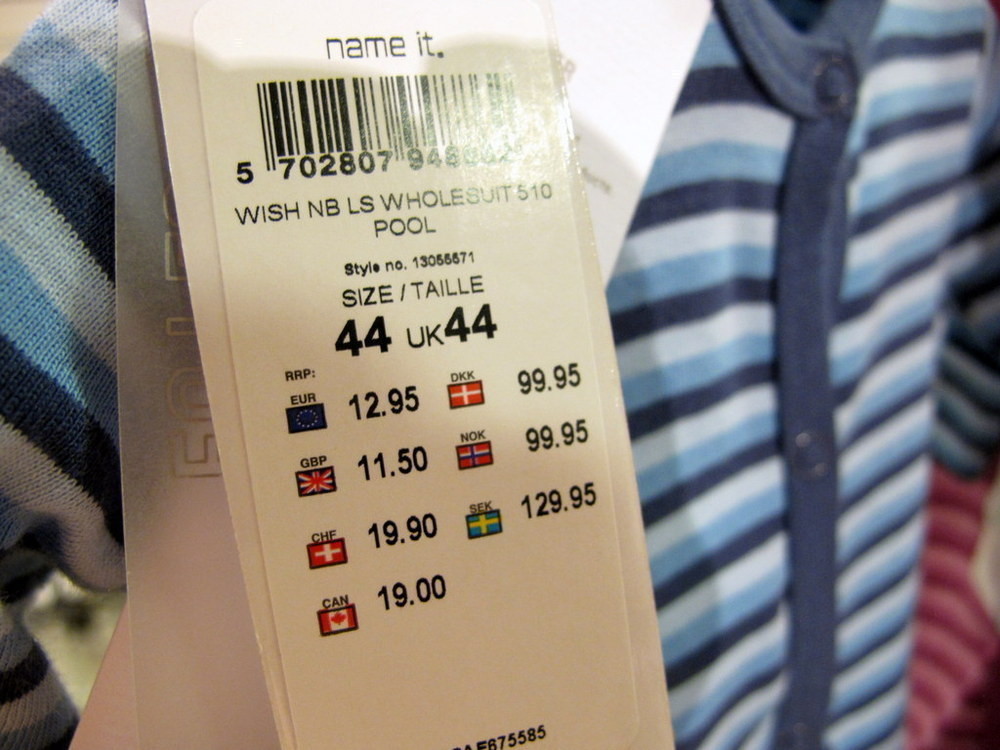 name it.
5 702807
WISH NB LS WHOLESUIT 510
POOL
Style no. 13055571
SIZE / TAILLE
44 UK 44
RRP:
EUR 12.95 DKK 99.95
GBP 11.50 NOK 99.95
CHF 19.90 SEK 129.95
CAN 19.00